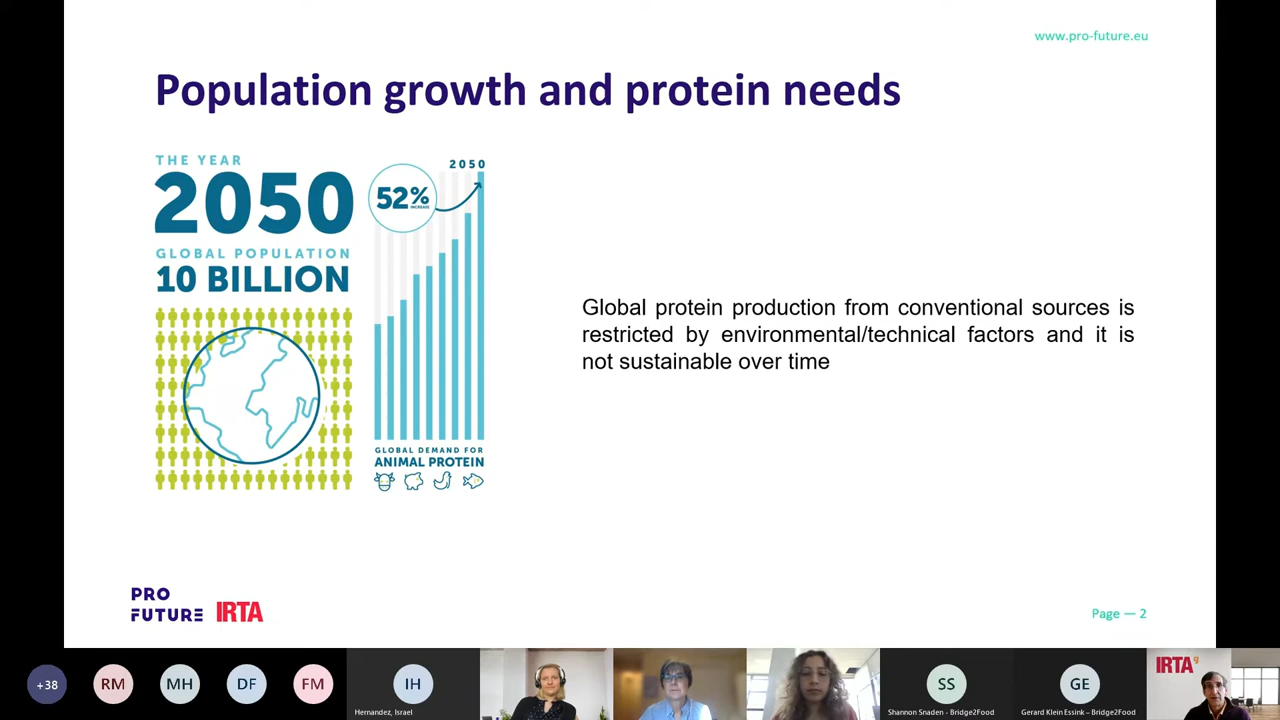 www.pro-future.eu
Population growth and protein needs
THE YEAR
2050
GLOBAL POPULATION
10 BILLION
2050
52%
INCREASE
GLOBAL DEMAND FOR
ANIMAL PROTEIN
Global protein production from conventional sources is
restricted by environmental/technical factors and it is
not sustainable over time
PRO
FUTURE
IRTA
Page — 2
+38
RM
MH
DF
FM
IH
Hernandez, Israel
SS
Shannon Snaden - Bridge2Food
GE
Gerard Klein Essink – Bridge2Food
IRTA